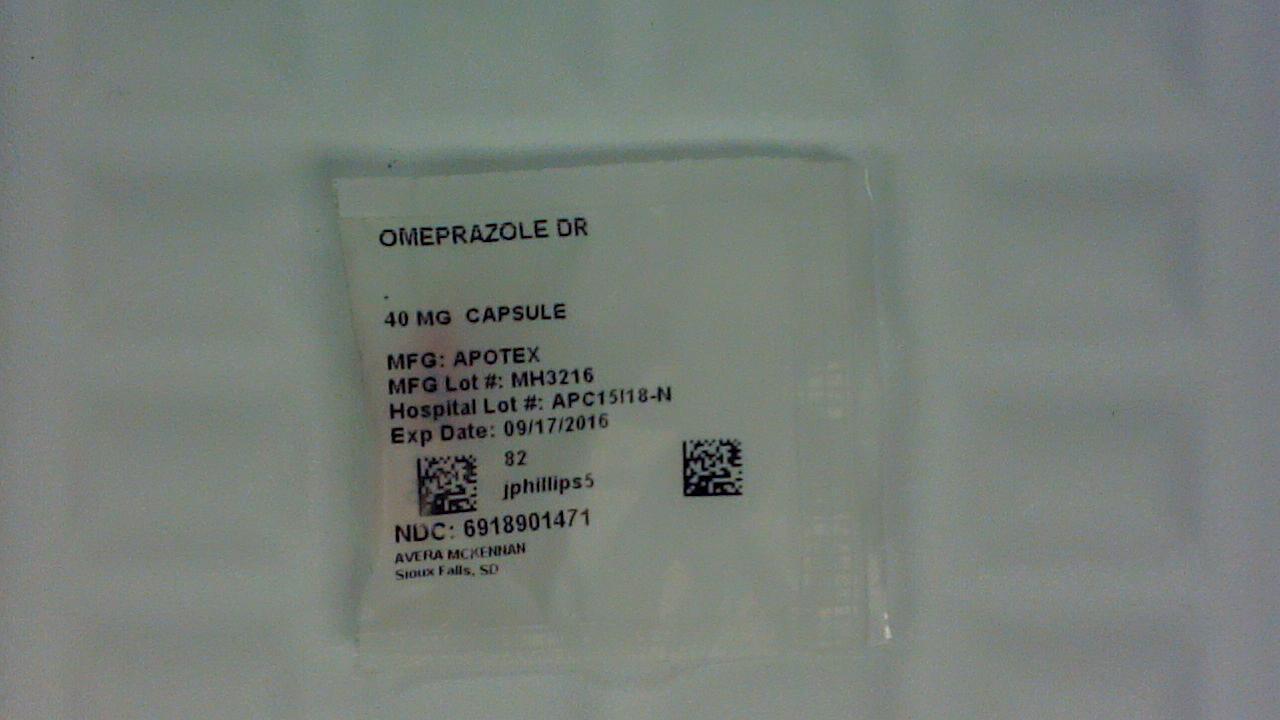 OMEPRAZOLE DR
40 MG CAPSULE
MFG: APOTEX
MFG Lot #: MH3216
Hospital Lot #: APC15I18-N
Exp Date: 09/17/2016
82
jphillips5
NDC: 6918901471
AVERA MCKENNAN
Sioux Falls, SD